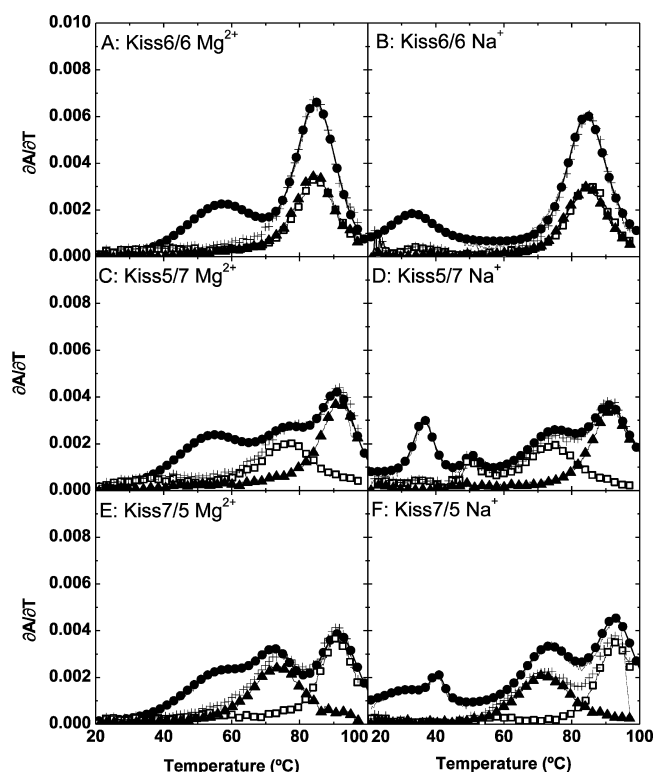 0.010
A: Kiss6/6 Mg²⁺
B: Kiss6/6 Na⁺
0.008
0.006
∂A/∂T
0.004
0.002
0.000
C: Kiss5/7 Mg²⁺
D: Kiss5/7 Na⁺
0.008
0.006
∂A/∂T
0.004
0.002
0.000
E: Kiss7/5 Mg²⁺
F: Kiss7/5 Na⁺
0.008
0.006
∂A/∂T
0.004
0.002
0.000
20 40 60 80 100 40 60 80 100
Temperature (ºC) Temperature (ºC)